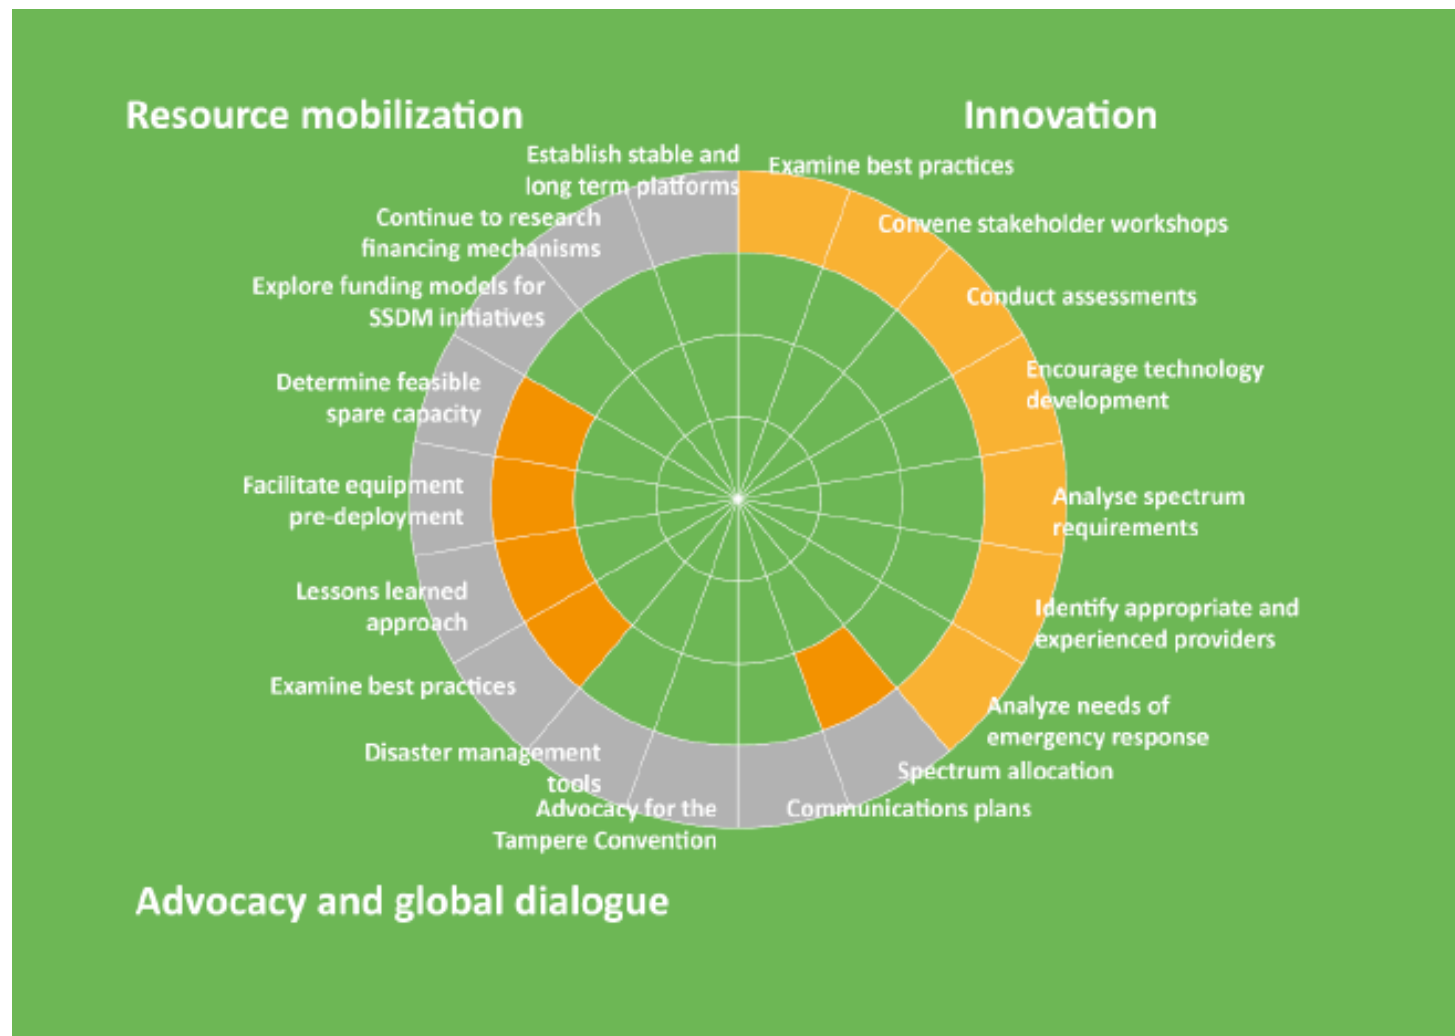 Resource mobilization
Innovation
Establish stable and
long term platforms
Examine best practices
Continue to research
financing mechanisms
Convene stakeholder workshops
Explore funding models for
SSDM initiatives
Conduct assessments
Determine feasible
spare capacity
Encourage technology
development
Facilitate equipment
pre-deployment
Analyse spectrum
requirements
Lessons learned
approach
Identify appropriate and
experienced providers
Examine best practices
Analyze needs of
emergency response
Disaster management
tools
Spectrum allocation
Advocacy for the
Tampere Convention
Communications plans
Advocacy and global dialogue